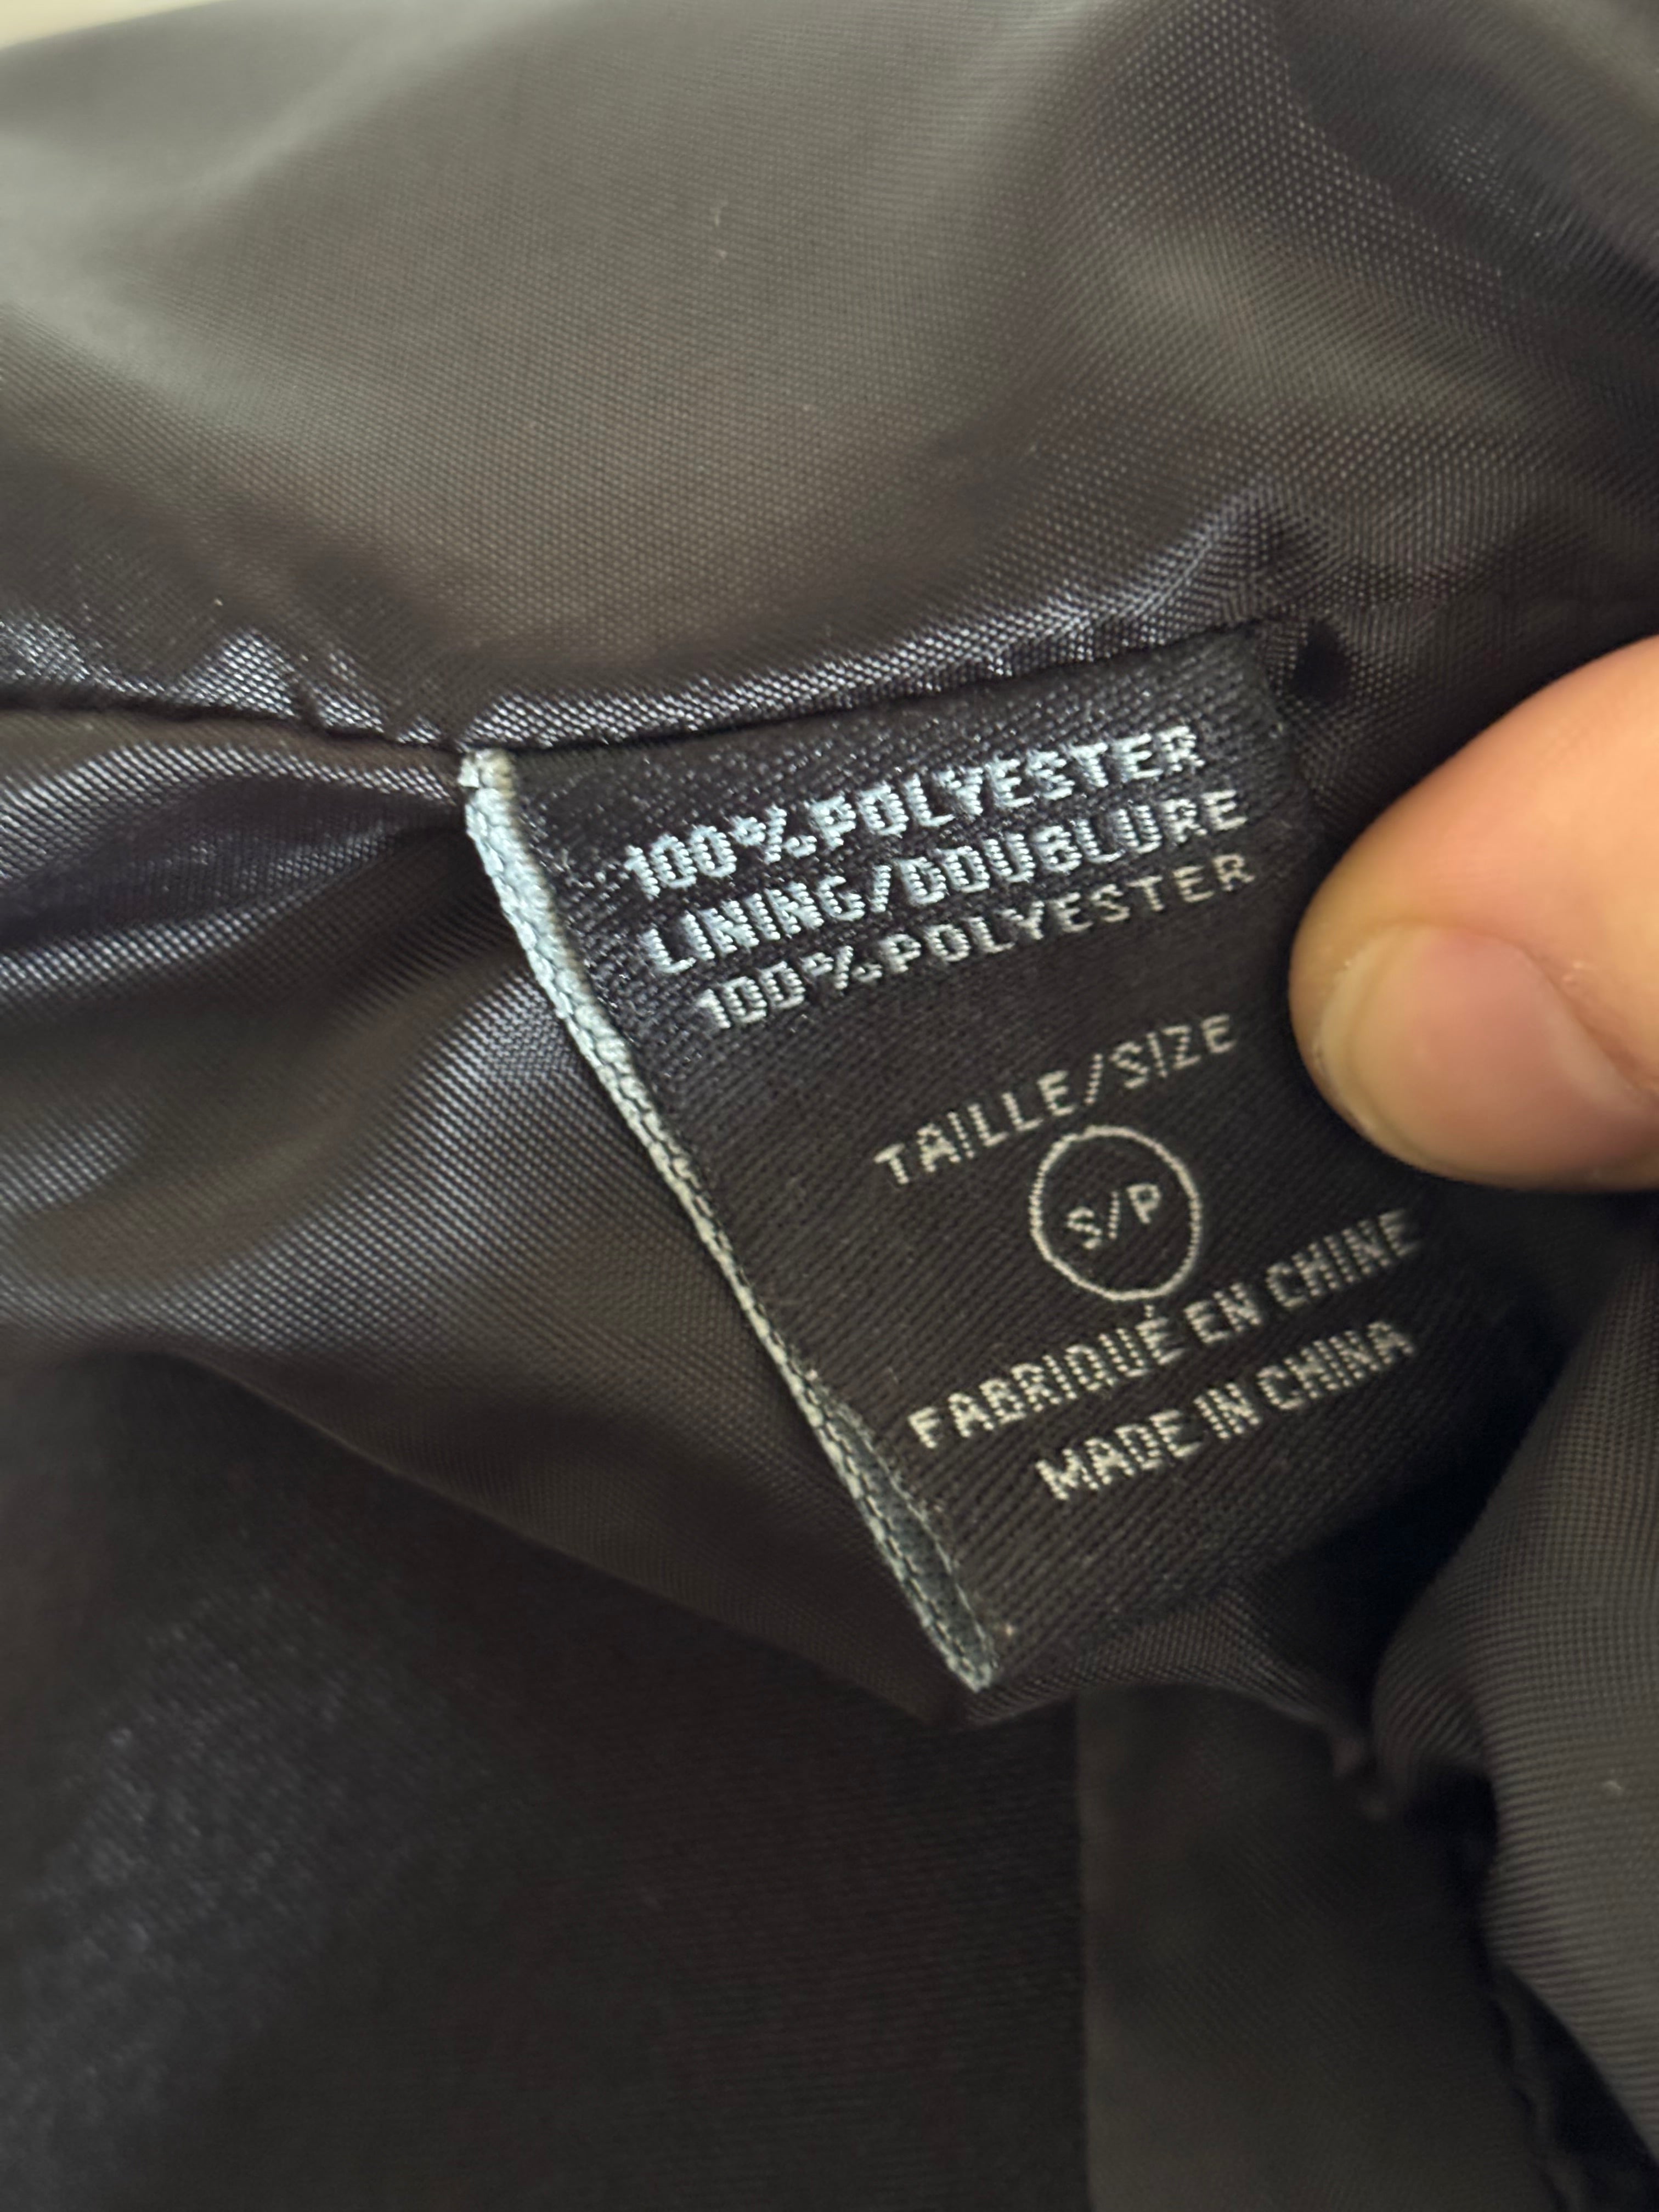 100% POLYESTER
LINING/DOUBLURE
100% POLYESTER
TAILLE/SIZE
S/P
FABRIQUÉ EN CHINE
MADE IN CHINA